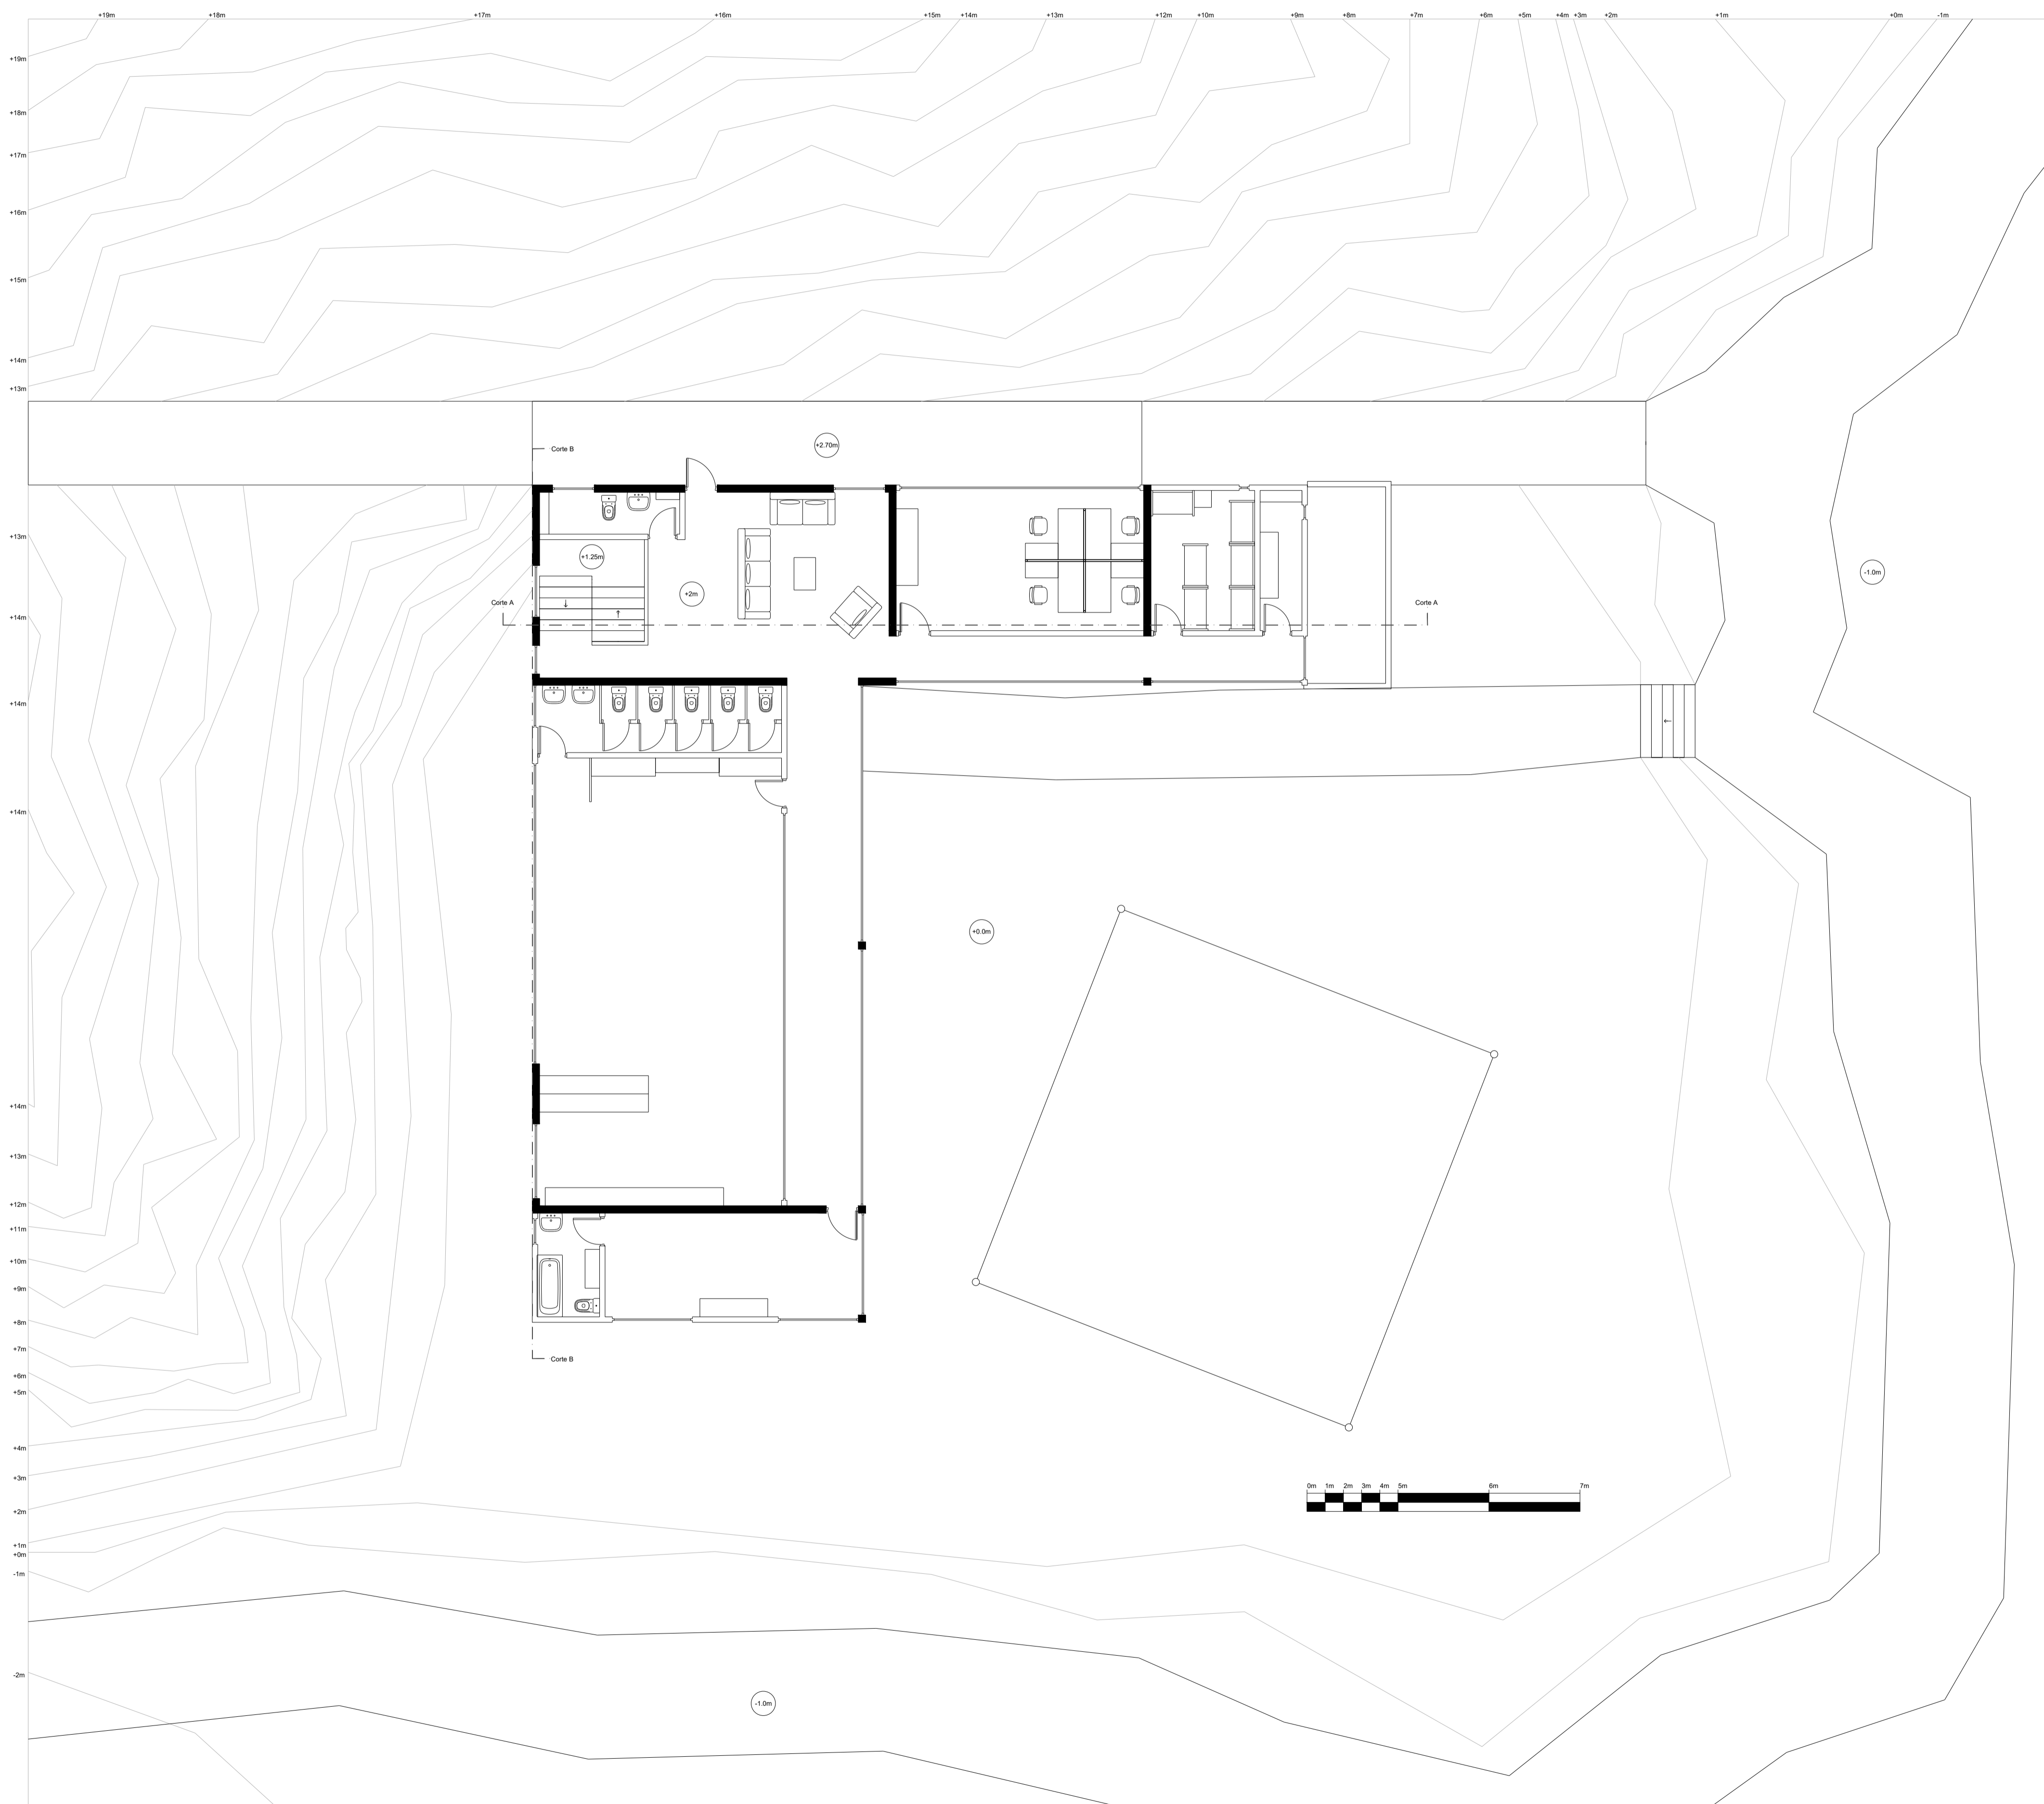 +19m +18m +17m +16m +15m +14m +13m +12m +10m +9m +8m +7m +6m +5m +4m +3m +2m +1m +0m -1m
+19m
+18m
+17m
+16m
+15m
+14m
+13m
+2.70m
Corte B
+13m
+1.25m
-1.0m
+2m
Corte A
Corte A
+14m
+14m
+14m
+0.0m
+14m
+13m
+12m
+11m
+10m
+9m
+8m
+7m
Corte B
+6m
+5m
+4m
+3m
0m 1m 2m 3m 4m 5m 6m 7m
+2m
+1m
+0m
-1m
-2m
-1.0m